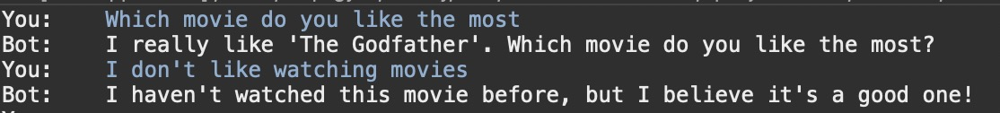 You: Which movie do you like the most
Bot: I really like 'The Godfather'. Which movie do you like the most?
You: I don't like watching movies
Bot: I haven't watched this movie before, but I believe it's a good one!